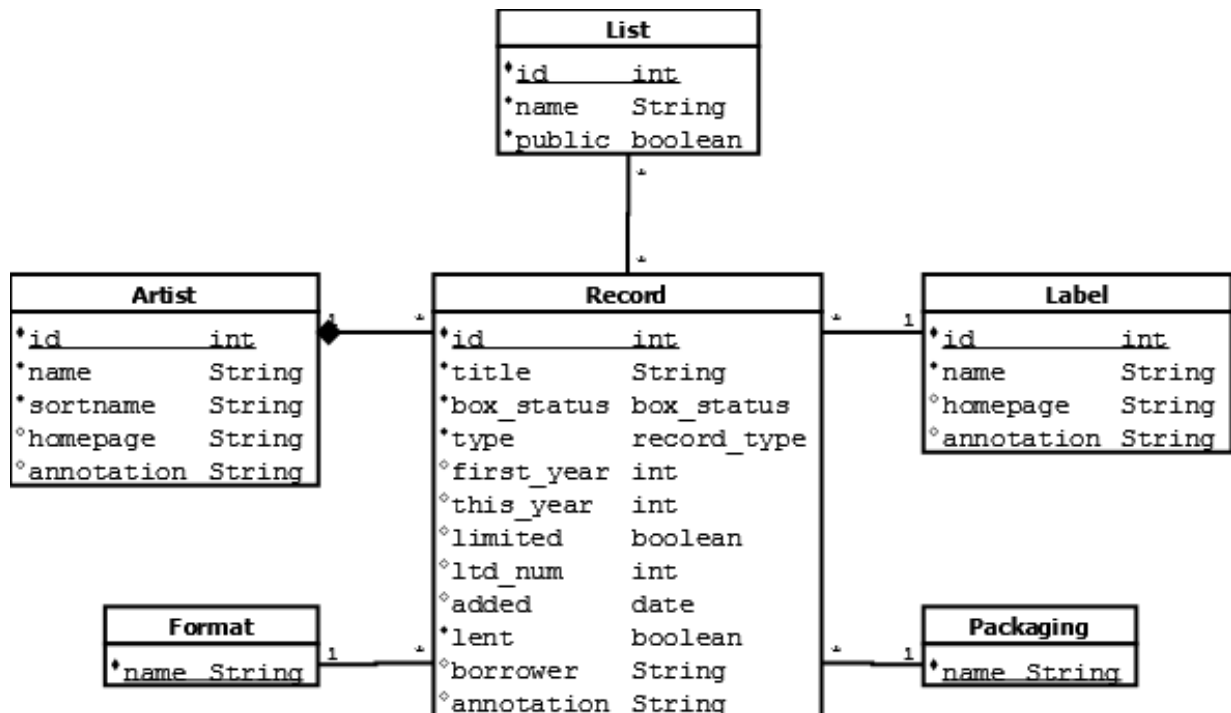 List
id int
name String
public boolean
*
*
Artist
id int
name String
sortname String
homepage String
annotation String
1
*
Record
id int
title String
box_status box_status
type record_type
first_year int
this_year int
limited boolean
ltd_num int
added date
lent boolean
borrower String
annotation String
*
1
Label
id int
name String
homepage String
annotation String
Format
name String
1
*
*
1
Packaging
name String